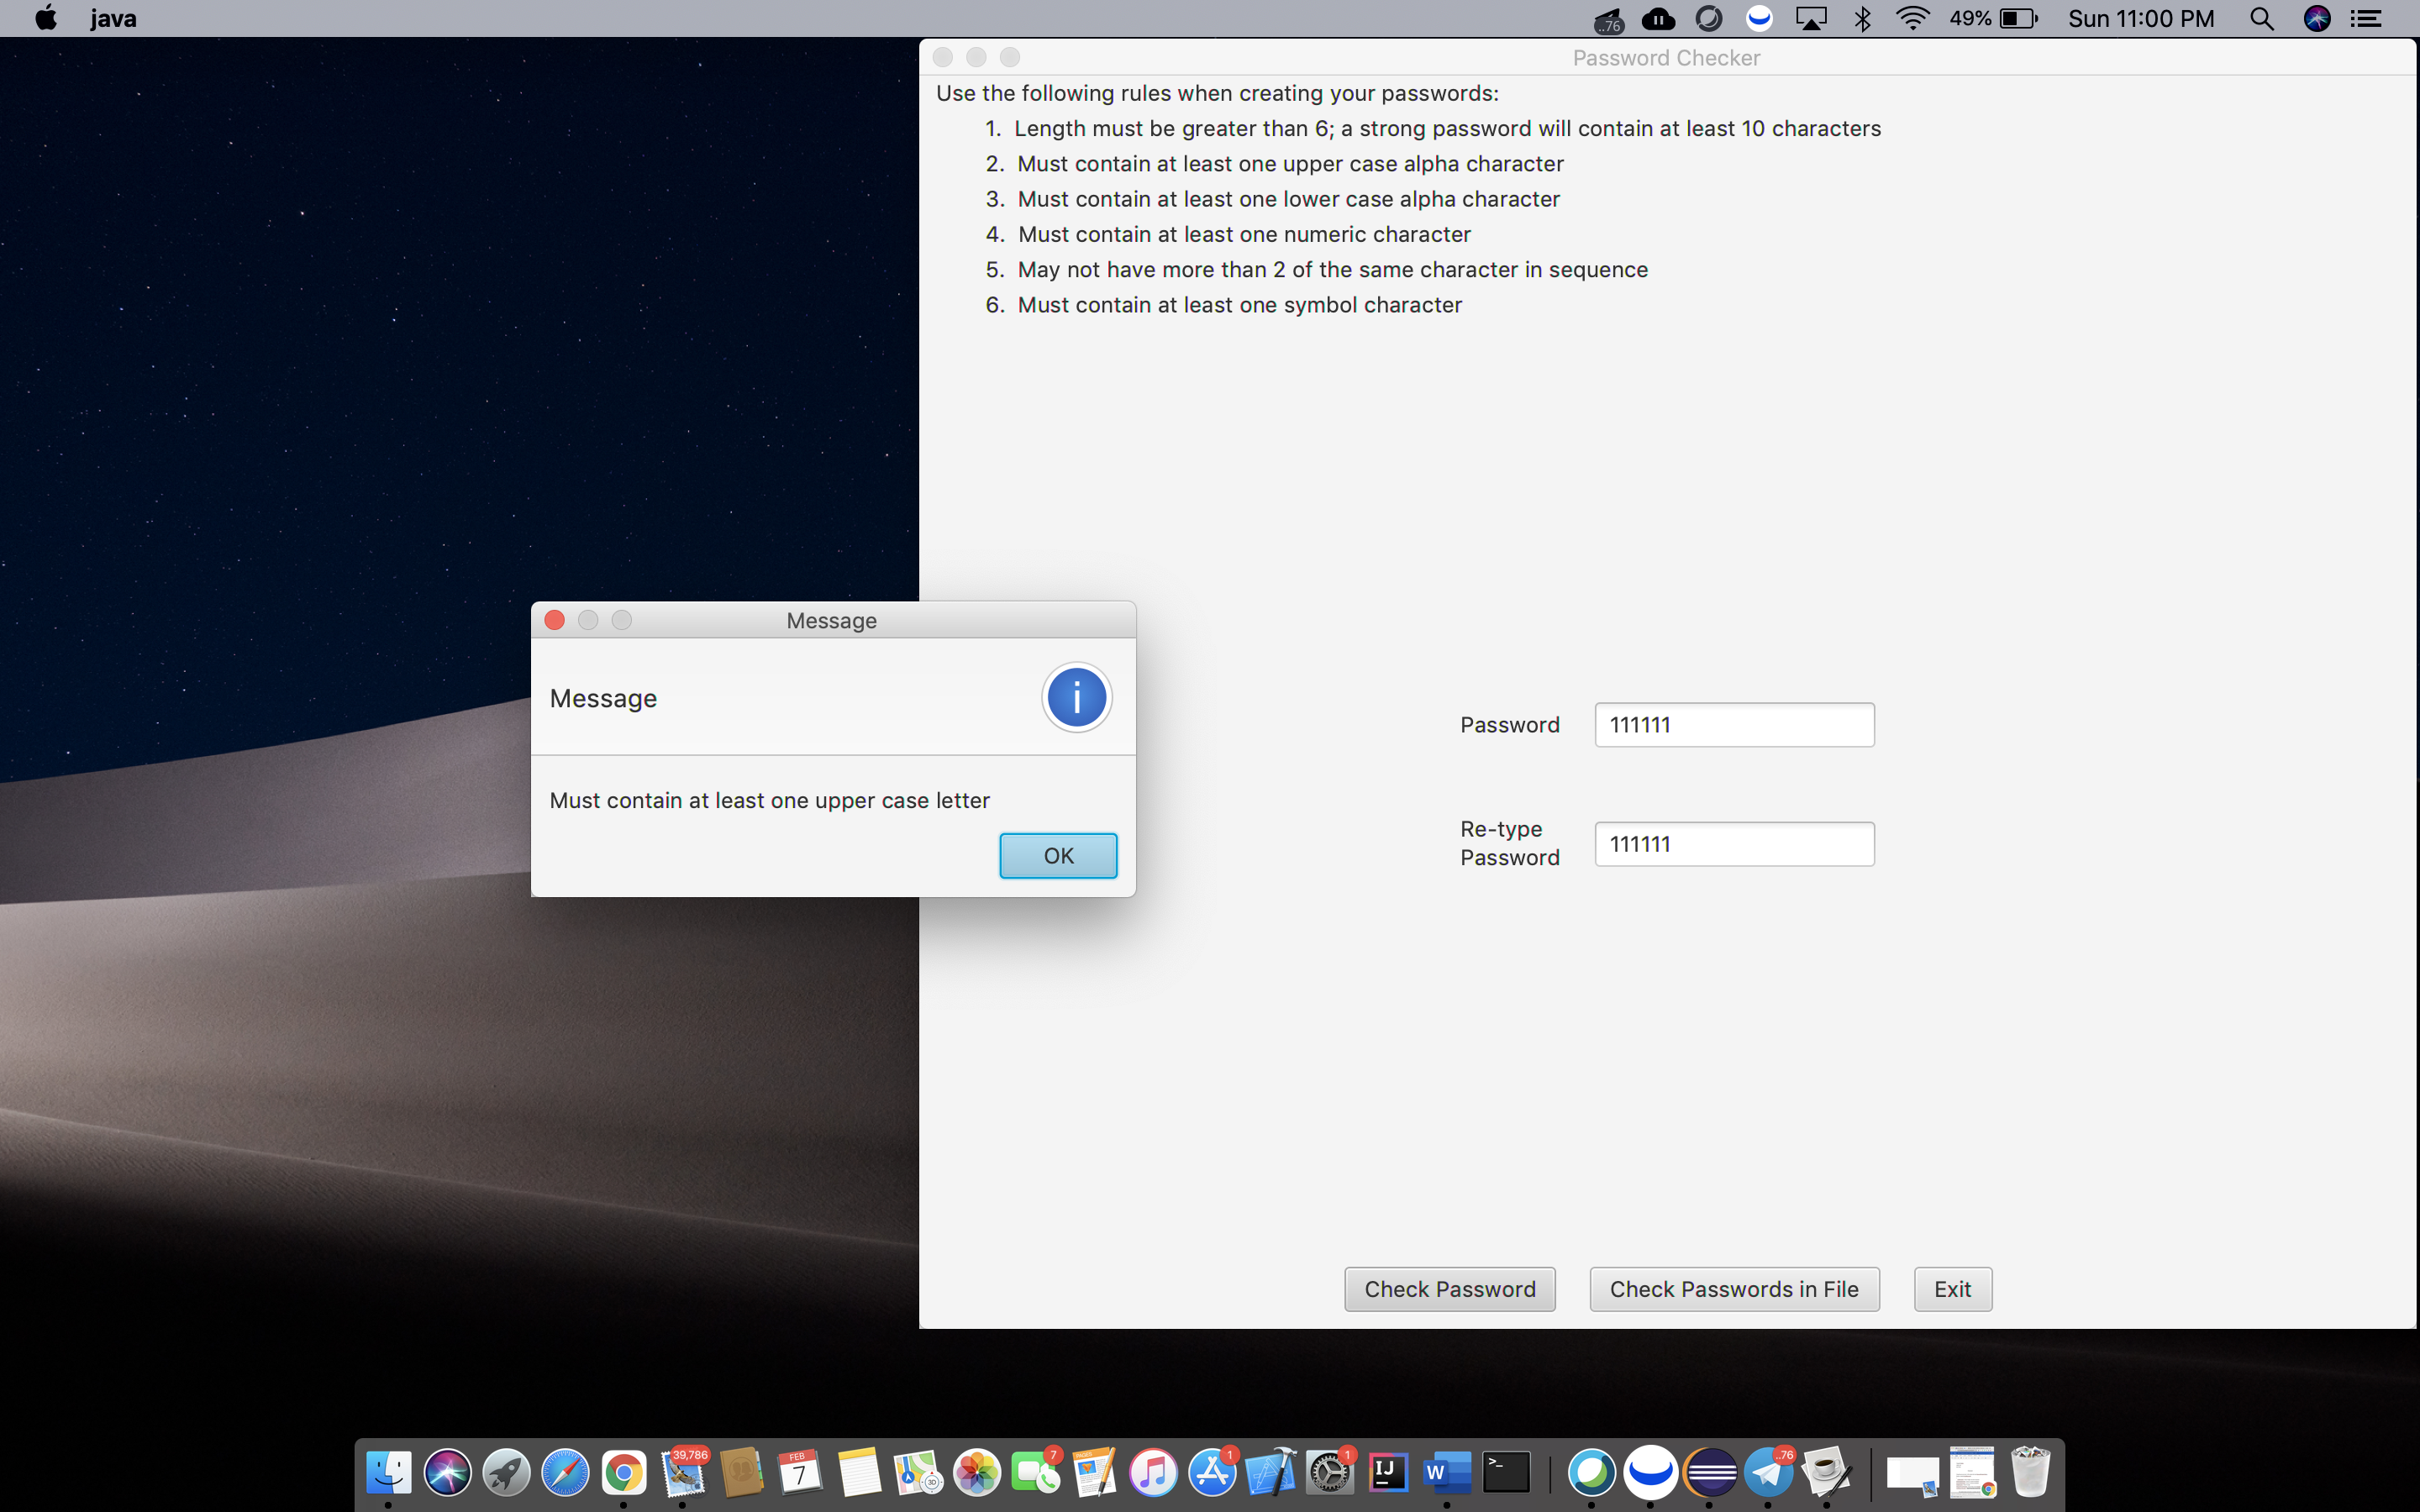 java
..76
49%
Sun 11:00 PM
Password Checker
Use the following rules when creating your passwords:
1. Length must be greater than 6; a strong password will contain at least 10 characters
2. Must contain at least one upper case alpha character
3. Must contain at least one lower case alpha character
4. Must contain at least one numeric character
5. May not have more than 2 of the same character in sequence
6. Must contain at least one symbol character
Message
Message
i
Must contain at least one upper case letter
OK
Password
111111
Re-type
Password
111111
Check Password
Check Passwords in File
Exit
39,786
FEB
7
3D
7
PAGES
1
1
IJ
W
>_
..76